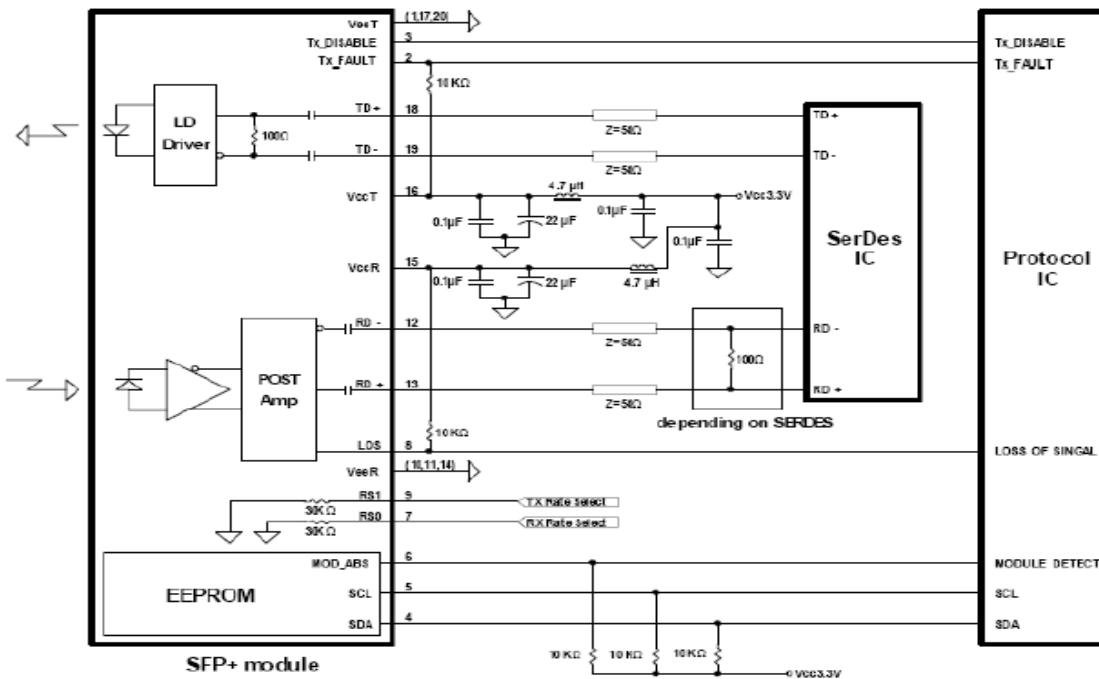 VeeT (1,17,20)
Tx_DISABLE 3 Tx_DISABLE
Tx_FAULT 2 Tx_FAULT
10 KΩ
LD
Driver
100Ω
TD+ 18 Z=50Ω TD+
TD- 19 Z=50Ω TD-
VccT 16 4.7 µH Vcc3.3V
0.1µF 22 µF 0.1µF
0.1µF
SerDes
IC
Protocol
IC
VccR 15
0.1µF 22 µF 4.7 µH
RD - 12 Z=50Ω RD -
100Ω
POST
Amp
RD + 13 Z=50Ω RD +
depending on SERDES
10 KΩ
LOS 8 LOSS OF SINGAL
VeeR (10,11,14)
RS1 9 TX Rate Select
30K Ω
RS0 7 RX Rate Select
30K Ω
MOD_ABS 6 MODULE DETECT
EEPROM
SCL 5 SCL
SDA 4 SDA
10 KΩ 10 KΩ 10 KΩ
Vcc3.3V
SFP+ module